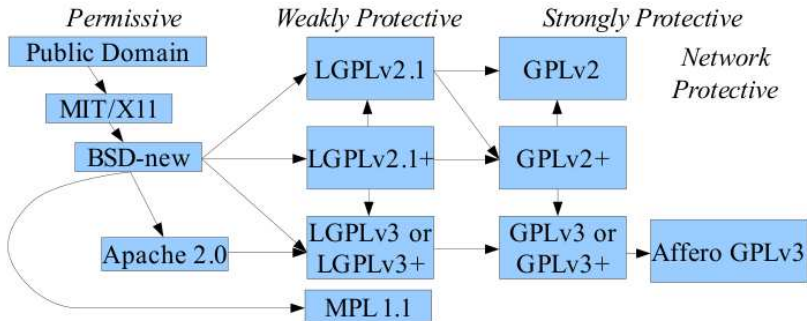 Permissive
Weakly Protective
Strongly Protective
Network
Protective
Public Domain
MIT/X11
BSD-new
Apache 2.0
LGPLv2.1
LGPLv2.1+
LGPLv3 or
LGPLv3+
MPL 1.1
GPLv2
GPLv2+
GPLv3 or
GPLv3+
Affero GPLv3